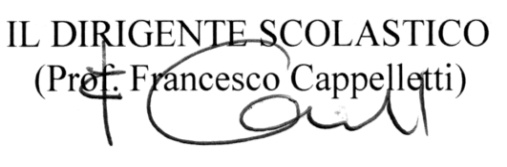 IL DIRIGENTE SCOLASTICO
(Prof. Francesco Cappelletti)